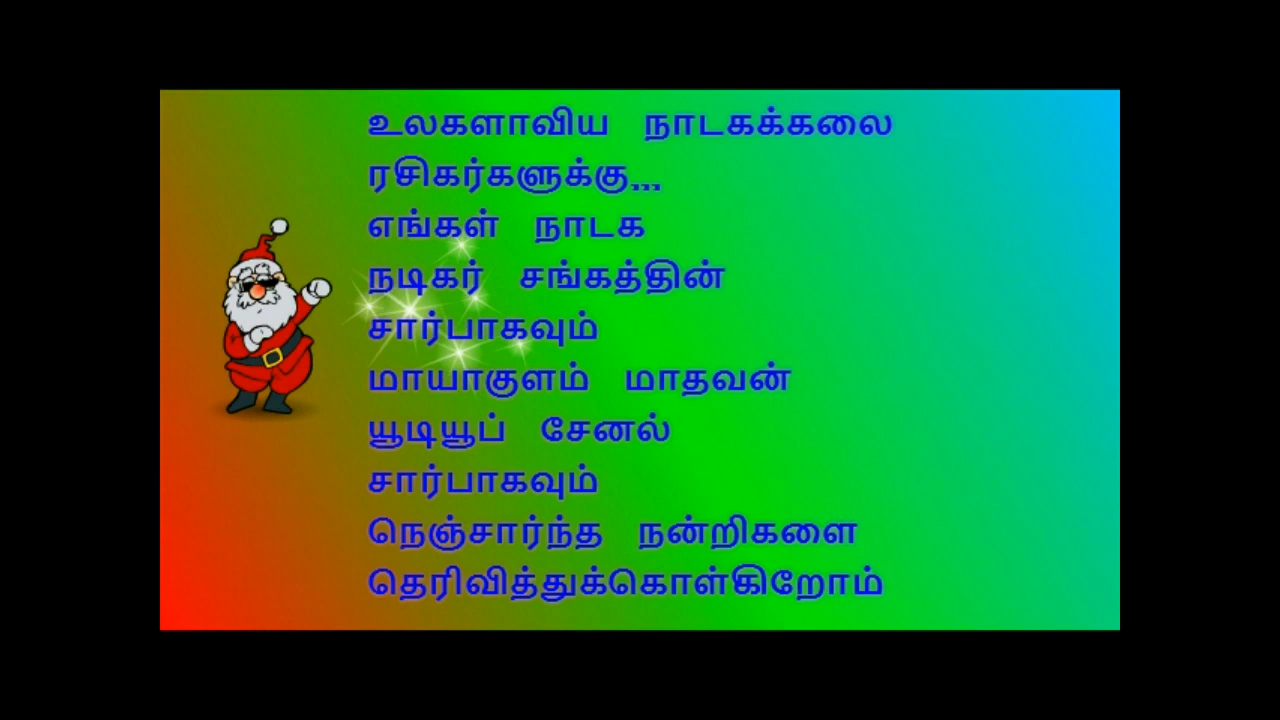 உலகளாவிய நாடகக்கலை
ரசிகர்களுக்கு...
எங்கள் நாடக
நடிகர் சங்கத்தின்
சார்பாகவும்
மாயாகுளம் மாதவன்
யூடியூப் சேனல்
சார்பாகவும்
நெஞ்சார்ந்த நன்றிகளை
தெரிவித்துக்கொள்கிறோம்